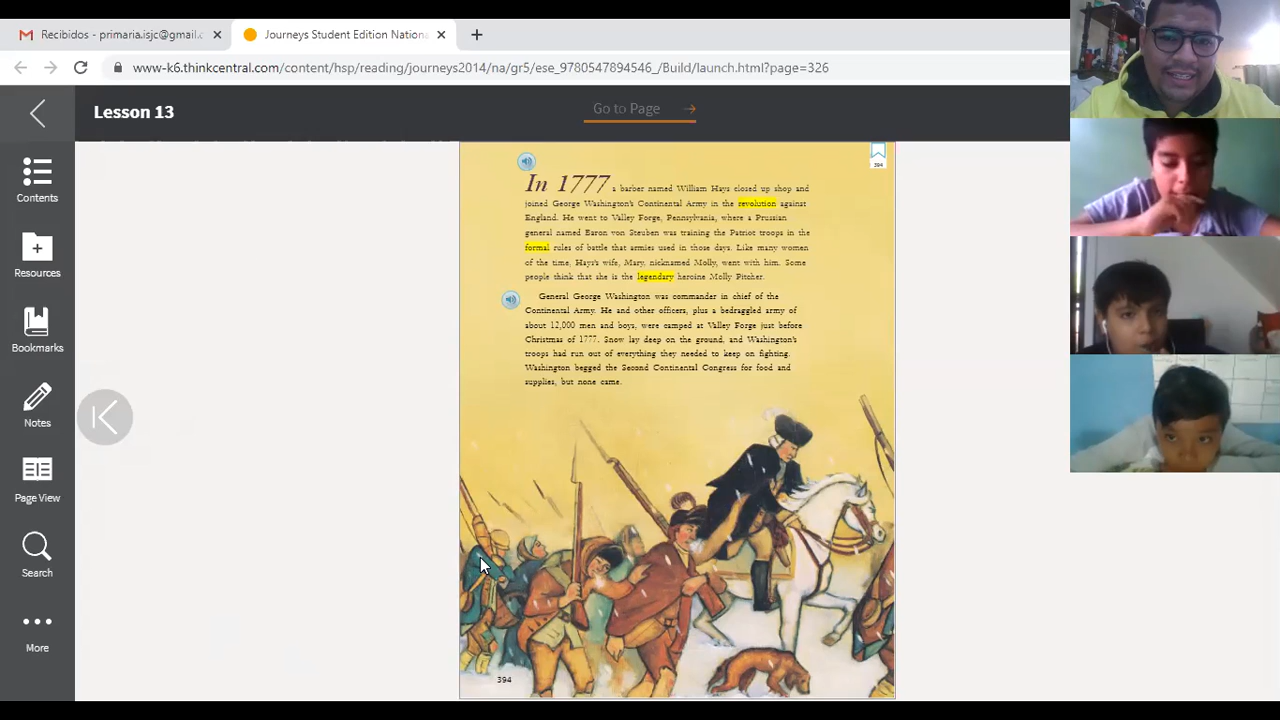 Recibidos - primaria.isjc@gmail.c
Journeys Student Edition Nation
www-k6.thinkcentral.com/content/hsp/reading/journeys2014/na/gr5/ese_9780547894546_/Build/launch.html?page=326
Lesson 13
Go to Page
Contents
Resources
Bookmarks
Notes
Page View
Search
More
394
In 1777 a barber named William Hays closed up shop and
joined George Washington's Continental Army in the revolution against
England. He went to Valley Forge, Pennsylvania, where a Prussian
general named Baron von Steuben was training the Patriot troops in the
formal rules of battle that armies used in those days. Like many women
of the time, Hays's wife, Mary, nicknamed Molly, went with him. Some
people think that she is the legendary heroine Molly Pitcher.
General George Washington was commander in chief of the
Continental Army. He and other officers, plus a bedraggled army of
about 12,000 men and boys, were camped at Valley Forge just before
Christmas of 1777. Snow lay deep on the ground, and Washington's
troops had run out of everything they needed to keep on fighting.
Washington begged the Second Continental Congress for food and
supplies, but none came.
394